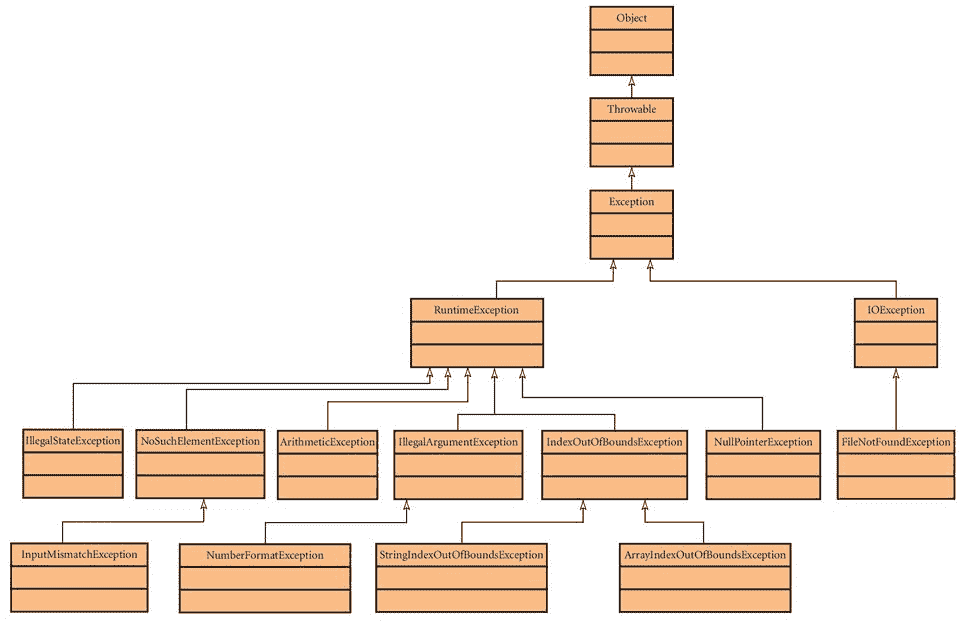 Object
Throwable
Exception
RuntimeException
IOException
IllegalStateException
NoSuchElementException
ArithmeticException
IllegalArgumentException
IndexOutOfBoundsException
NullPointerException
FileNotFoundException
InputMismatchException
NumberFormatException
StringIndexOutOfBoundsException
ArrayIndexOutOfBoundsException